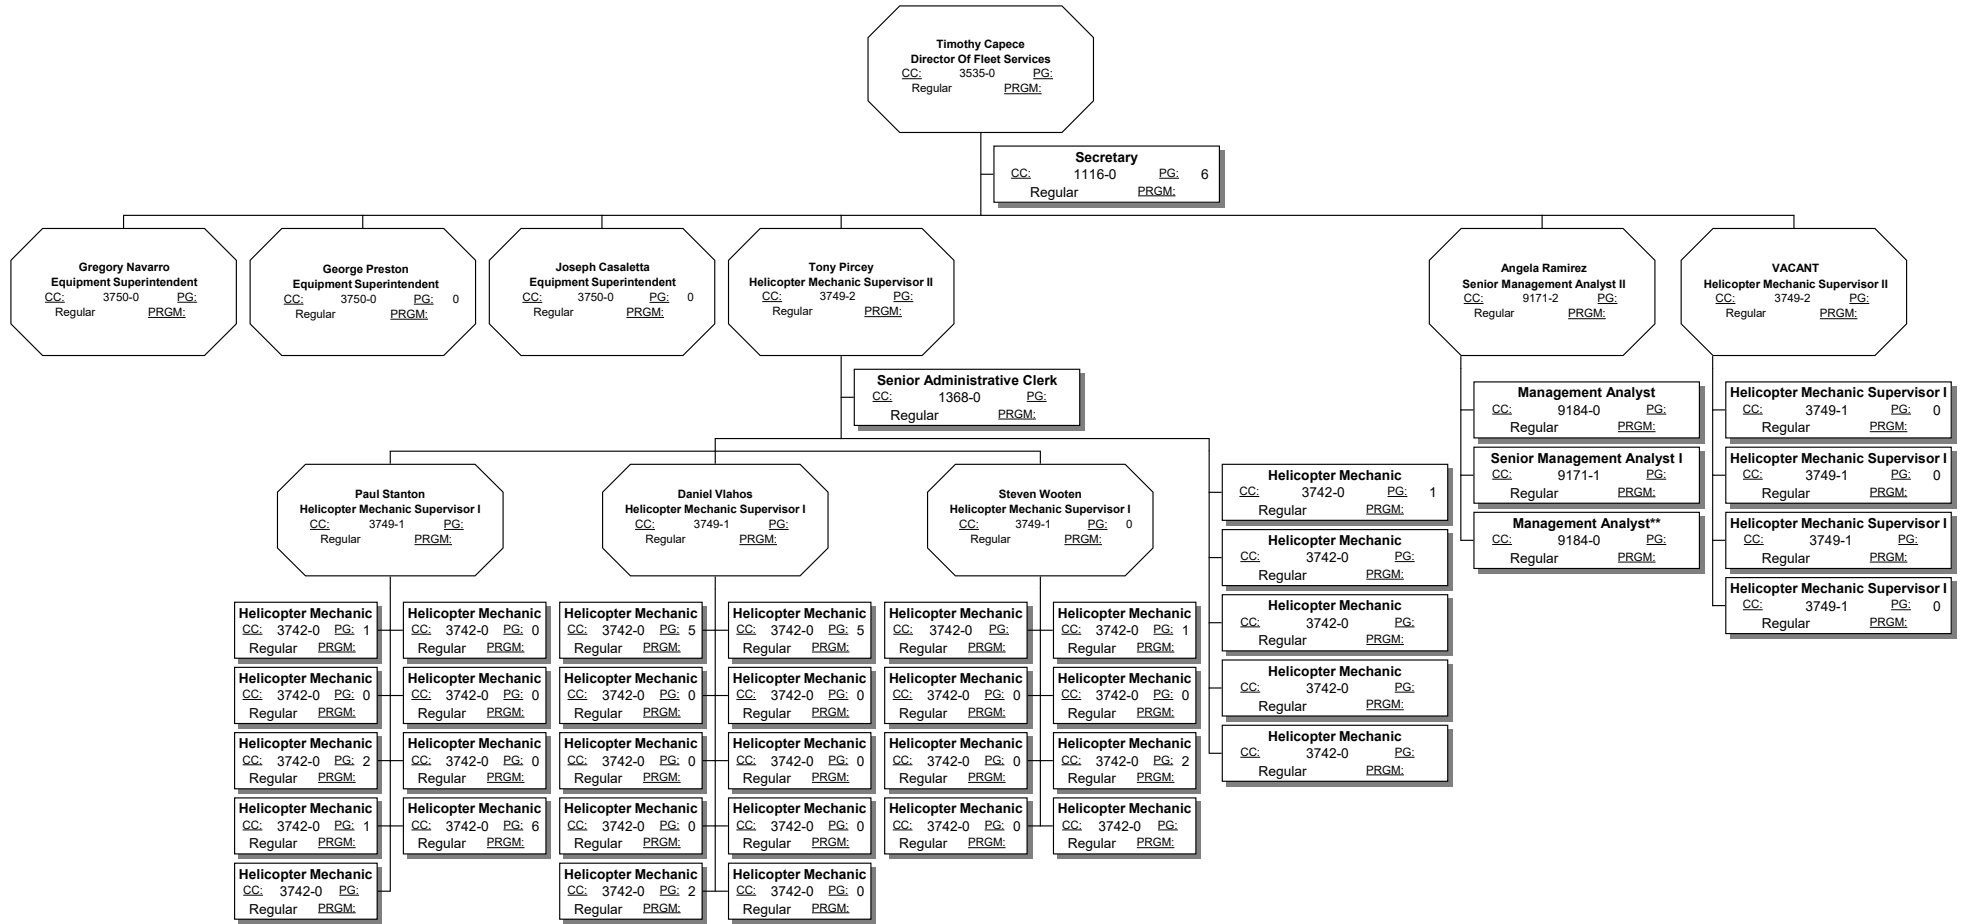 Timothy Capece
Director Of Fleet Services
CC: 3535-0 PG:
Regular PRGM:
Secretary
CC: 1116-0 PG: 6
Regular PRGM:
Gregory Navarro
Equipment Superintendent
CC: 3750-0 PG:
Regular PRGM:
George Preston
Equipment Superintendent
CC: 3750-0 PG: 0
Regular PRGM:
Joseph Casaletta
Equipment Superintendent
CC: 3750-0 PG: 0
Regular PRGM:
Tony Pircey
Helicopter Mechanic Supervisor II
CC: 3749-2 PG:
Regular PRGM:
Angela Ramirez
Senior Management Analyst II
CC: 9171-2 PG:
Regular PRGM:
VACANT
Helicopter Mechanic Supervisor II
CC: 3749-2 PG:
Regular PRGM:
Senior Administrative Clerk
CC: 1368-0 PG:
Regular PRGM:
Paul Stanton
Helicopter Mechanic Supervisor I
CC: 3749-1 PG:
Regular PRGM:
Daniel Vlahos
Helicopter Mechanic Supervisor I
CC: 3749-1 PG:
Regular PRGM:
Steven Wooten
Helicopter Mechanic Supervisor I
CC: 3749-1 PG: 0
Regular PRGM:
Helicopter Mechanic
CC: 3742-0 PG: 1
Regular PRGM:
Helicopter Mechanic
CC: 3742-0 PG:
Regular PRGM:
Helicopter Mechanic
CC: 3742-0 PG:
Regular PRGM:
Helicopter Mechanic
CC: 3742-0 PG:
Regular PRGM:
Helicopter Mechanic
CC: 3742-0 PG:
Regular PRGM:
Management Analyst
CC: 9184-0 PG:
Regular PRGM:
Senior Management Analyst I
CC: 9171-1 PG:
Regular PRGM:
Management Analyst**
CC: 9184-0 PG:
Regular PRGM:
Helicopter Mechanic Supervisor I
CC: 3749-1 PG: 0
Regular PRGM:
Helicopter Mechanic Supervisor I
CC: 3749-1 PG: 0
Regular PRGM:
Helicopter Mechanic Supervisor I
CC: 3749-1 PG:
Regular PRGM:
Helicopter Mechanic Supervisor I
CC: 3749-1 PG: 0
Regular PRGM:
Helicopter Mechanic
CC: 3742-0 PG: 1
Regular PRGM:
Helicopter Mechanic
CC: 3742-0 PG: 0
Regular PRGM:
Helicopter Mechanic
CC: 3742-0 PG: 5
Regular PRGM:
Helicopter Mechanic
CC: 3742-0 PG: 5
Regular PRGM:
Helicopter Mechanic
CC: 3742-0 PG:
Regular PRGM:
Helicopter Mechanic
CC: 3742-0 PG: 1
Regular PRGM:
Helicopter Mechanic
CC: 3742-0 PG: 0
Regular PRGM:
Helicopter Mechanic
CC: 3742-0 PG: 0
Regular PRGM:
Helicopter Mechanic
CC: 3742-0 PG: 0
Regular PRGM:
Helicopter Mechanic
CC: 3742-0 PG: 0
Regular PRGM:
Helicopter Mechanic
CC: 3742-0 PG: 0
Regular PRGM:
Helicopter Mechanic
CC: 3742-0 PG: 0
Regular PRGM:
Helicopter Mechanic
CC: 3742-0 PG: 2
Regular PRGM:
Helicopter Mechanic
CC: 3742-0 PG: 0
Regular PRGM:
Helicopter Mechanic
CC: 3742-0 PG: 0
Regular PRGM:
Helicopter Mechanic
CC: 3742-0 PG: 0
Regular PRGM:
Helicopter Mechanic
CC: 3742-0 PG: 0
Regular PRGM:
Helicopter Mechanic
CC: 3742-0 PG: 2
Regular PRGM:
Helicopter Mechanic
CC: 3742-0 PG: 1
Regular PRGM:
Helicopter Mechanic
CC: 3742-0 PG: 6
Regular PRGM:
Helicopter Mechanic
CC: 3742-0 PG: 0
Regular PRGM:
Helicopter Mechanic
CC: 3742-0 PG: 0
Regular PRGM:
Helicopter Mechanic
CC: 3742-0 PG: 0
Regular PRGM:
Helicopter Mechanic
CC: 3742-0 PG:
Regular PRGM:
Helicopter Mechanic
CC: 3742-0 PG:
Regular PRGM:
Helicopter Mechanic
CC: 3742-0 PG: 2
Regular PRGM:
Helicopter Mechanic
CC: 3742-0 PG: 0
Regular PRGM: